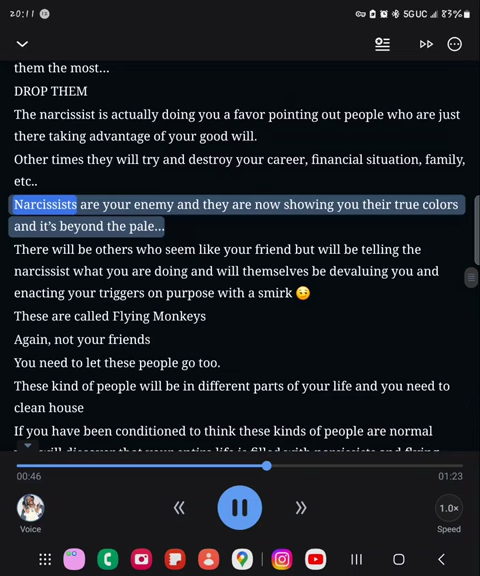 20:11
5GUC 83%
them the most...
DROP THEM
The narcissist is actually doing you a favor pointing out people who are just
there taking advantage of your good will.
Other times they will try and destroy your career, financial situation, family,
etc..
Narcissists are your enemy and they are now showing you their true colors
and it's beyond the pale...
There will be others who seem like your friend but will be telling the
narcissist what you are doing and will themselves be devaluing you and
enacting your triggers on purpose with a smirk 😉
These are called Flying Monkeys
Again, not your friends
You need to let these people go too.
These kind of people will be in different parts of your life and you need to
clean house
If you have been conditioned to think these kinds of people are normal
00:46
01:23
1.0×
Voice
Speed